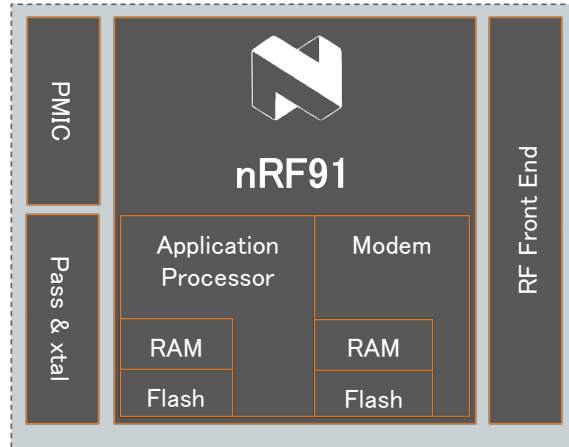 PMIC
Pass & xtal
nRF91
Application
Processor
RAM
Flash
Modem
RAM
Flash
RF Front End